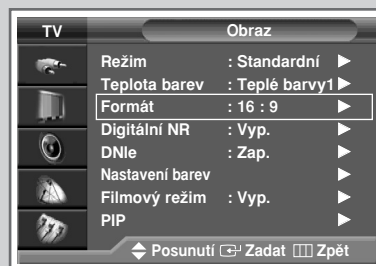 TV Obraz
Režim : Standardní
Teplota barev : Teplé barvy1
Formát : 16 : 9
Digitální NR : Vyp.
DNIe : Zap.
Nastavení barev
Filmový režim : Vyp.
PIP
Posunutí Zadat Zpět